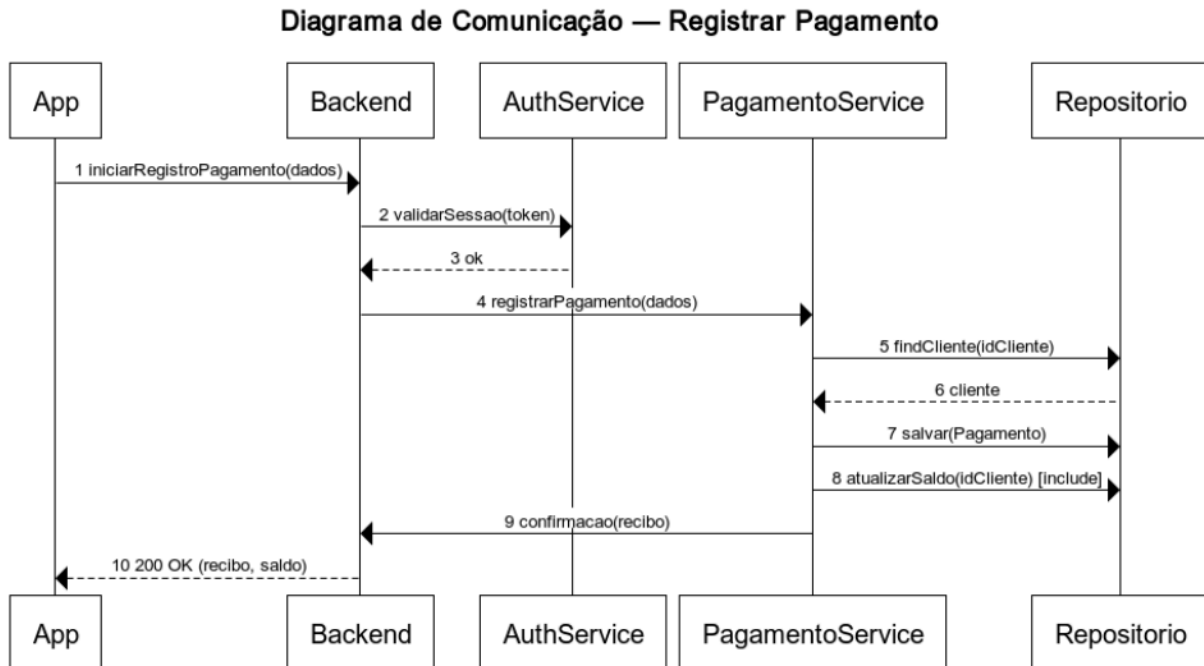 Diagrama de Comunicação — Registrar Pagamento
App
Backend
AuthService
PagamentoService
Repositorio
1 iniciarRegistroPagamento(dados)
2 validarSessao(token)
3 ok
4 registrarPagamento(dados)
5 findCliente(idCliente)
6 cliente
7 salvar(Pagamento)
8 atualizarSaldo(idCliente) [include]
9 confirmacao(recibo)
10 200 OK (recibo, saldo)
App
Backend
AuthService
PagamentoService
Repositorio